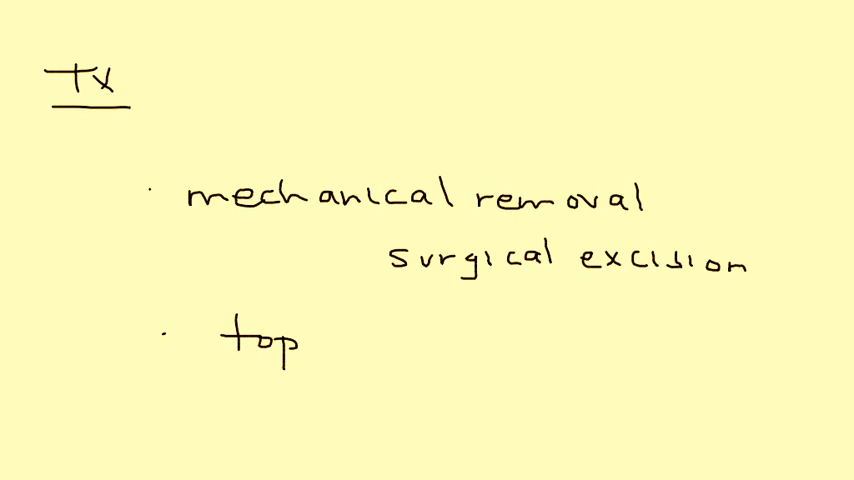 Tx
· mechanical removal
surgical excision
· top